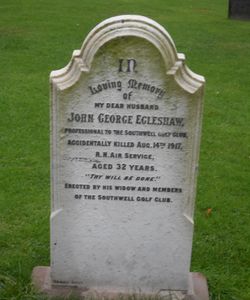 IN
Loving Memory
OF
MY DEAR HUSBAND
JOHN GEORGE EGLESHAW,
PROFESSIONAL TO THE SOUTHWELL GOLF CLUB,
ACCIDENTALLY KILLED AUG. 14TH 1917,
R.N. AIR SERVICE,
AGED 32 YEARS.
"THY WILL BE DONE."
ERECTED BY HIS WIDOW AND MEMBERS
OF THE SOUTHWELL GOLF CLUB.